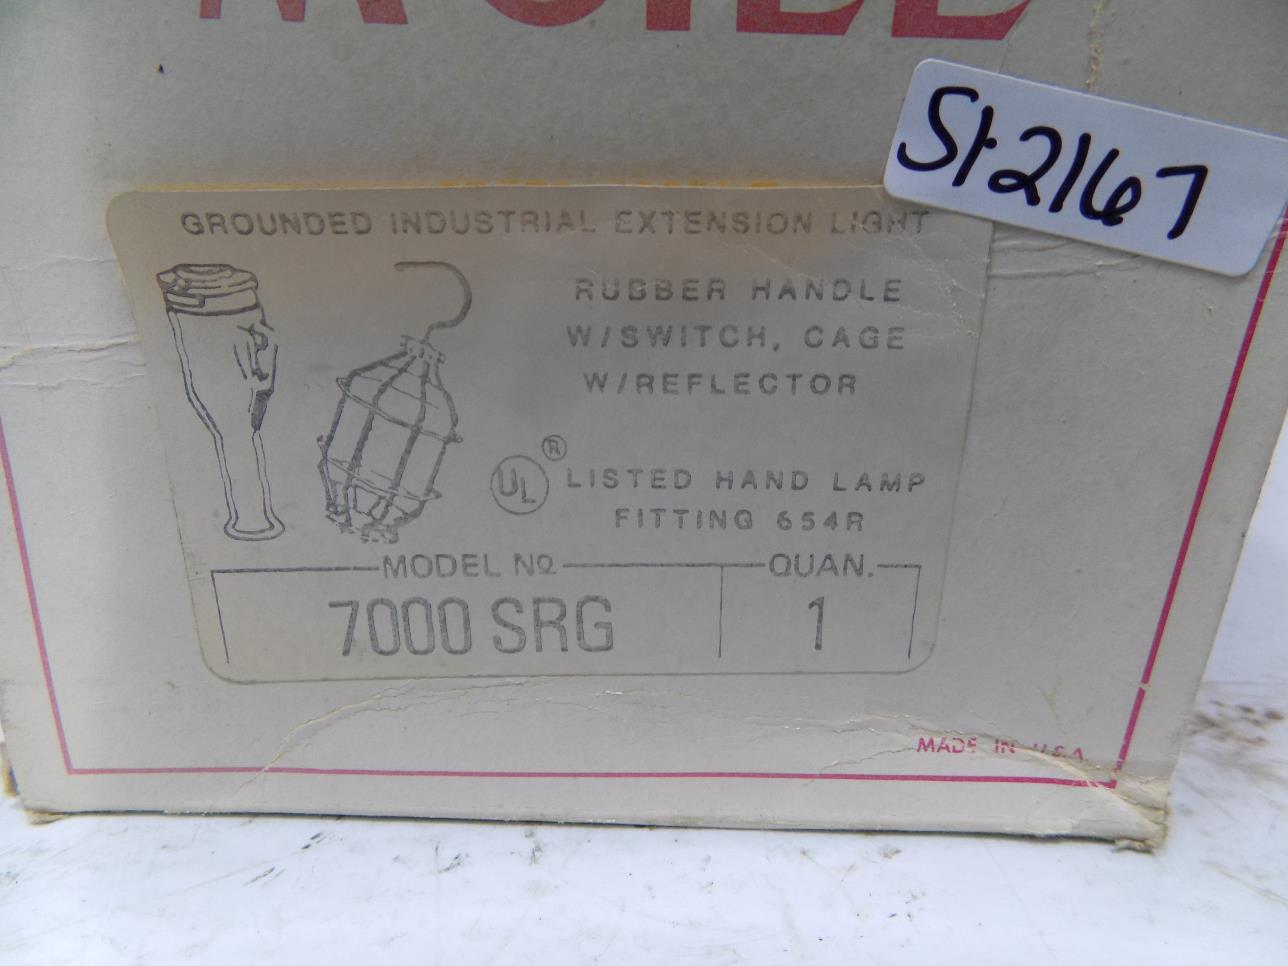 St2167
GROUNDED INDUSTRIAL EXTENSION LIGHT
RUBBER HANDLE
W/SWITCH, CAGE
W/REFLECTOR
UL®
LISTED HAND LAMP
FITTING 654R
MODEL NO QUAN.
7000 SRG 1
MADE IN U.S.A